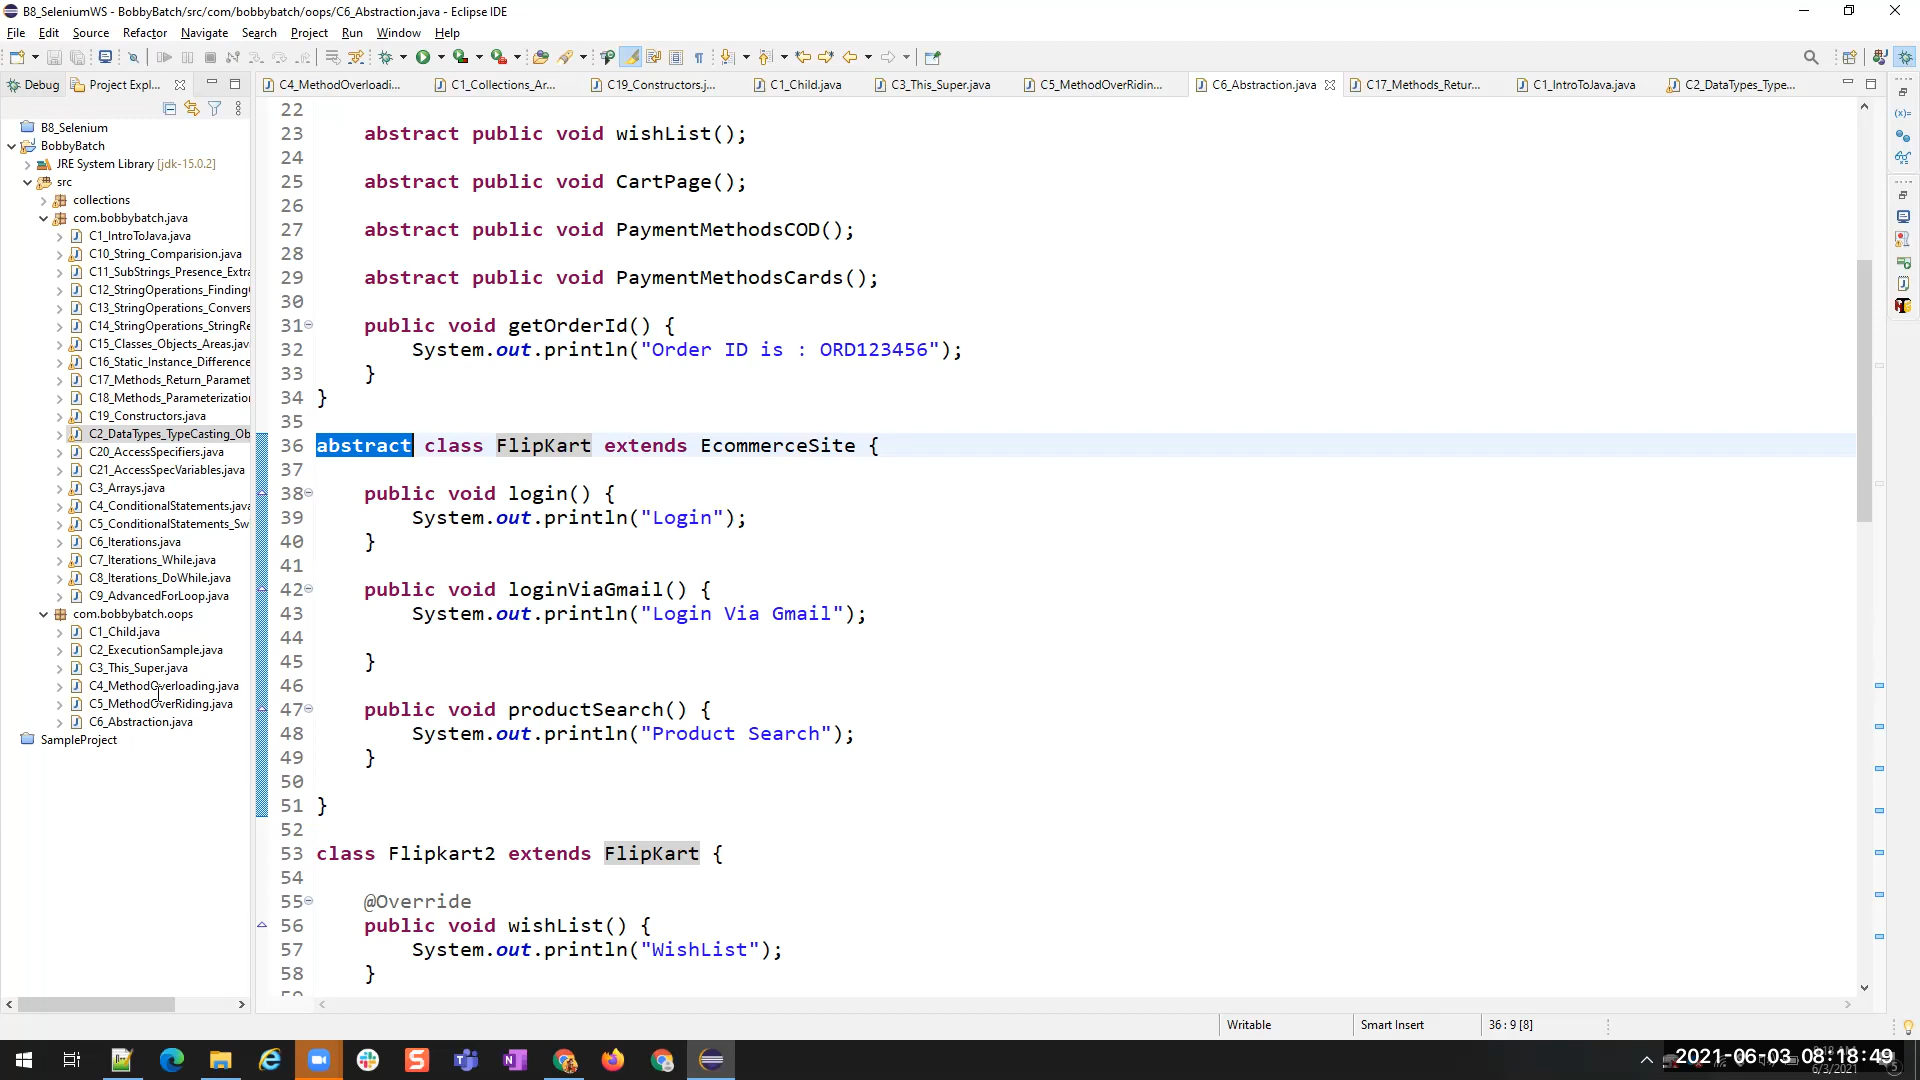 B8_SeleniumWS - BobbyBatch/src/com/bobbybatch/oops/C6_Abstraction.java - Eclipse IDE
File Edit Source Refactor Navigate Search Project Run Window Help
Debug Project Expl... C4_MethodOverloadi... C1_Collections_Ar... C19_Constructors.j... C1_Child.java C3_This_Super.java C5_MethodOverRidin... C6_Abstraction.java C17_Methods_Retur... C1_IntroToJava.java C2_DataTypes_Type...
B8_Selenium
BobbyBatch
JRE System Library [jdk-15.0.2]
src
collections
com.bobbybatch.java
C1_IntroToJava.java
C10_String_Comparision.java
C11_SubStrings_Presence_Extra
C12_StringOperations_Finding
C13_StringOperations_Convers
C14_StringOperations_StringRe
C15_Classes_Objects_Areas.jav
C16_Static_Instance_Difference
C17_Methods_Return_Paramet
C18_Methods_Parameterization
C19_Constructors.java
C2_DataTypes_TypeCasting_Ob
C20_AccessSpecifiers.java
C21_AccessSpecVariables.java
C3_Arrays.java
C4_ConditionalStatements.java
C5_ConditionalStatements_Sw
C6_Iterations.java
C7_Iterations_While.java
C8_Iterations_DoWhile.java
C9_AdvancedForLoop.java
com.bobbybatch.oops
C1_Child.java
C2_ExecutionSample.java
C3_This_Super.java
C4_MethodOverloading.java
C5_MethodOverRiding.java
C6_Abstraction.java
SampleProject
22
23 abstract public void wishList();
24
25 abstract public void CartPage();
26
27 abstract public void PaymentMethodsCOD();
28
29 abstract public void PaymentMethodsCards();
30
31 public void getOrderId() {
32 System.out.println("Order ID is : ORD123456");
33 }
34 }
35
36 abstract class FlipKart extends EcommerceSite {
37
38 public void login() {
39 System.out.println("Login");
40 }
41
42 public void loginViaGmail() {
43 System.out.println("Login Via Gmail");
44
45 }
46
47 public void productSearch() {
48 System.out.println("Product Search");
49 }
50
51 }
52
53 class Flipkart2 extends FlipKart {
54
55 @Override
56 public void wishList() {
57 System.out.println("WishList");
58 }
Writable Smart Insert 36 : 9 [8]
2021-06-03 08:18:49
6/3/2021